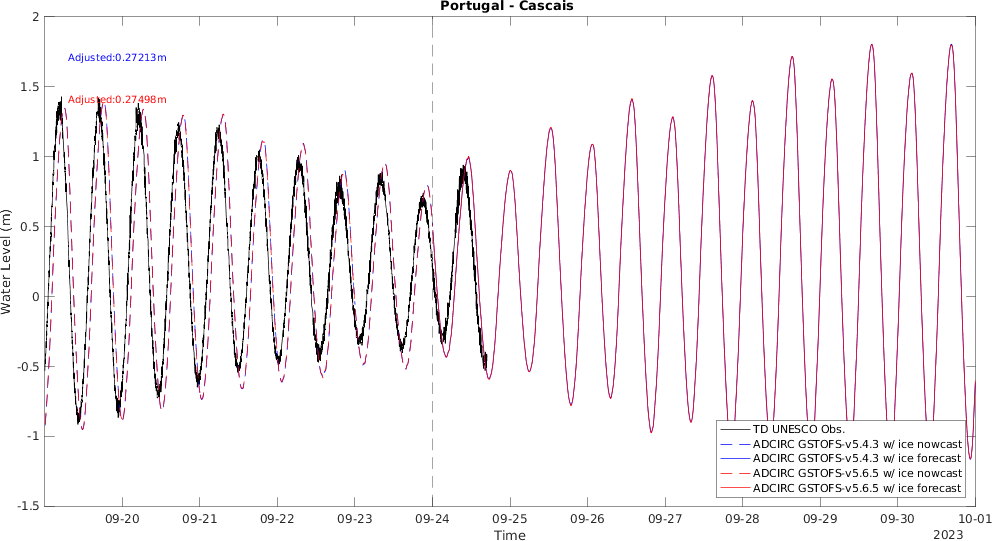 Portugal - Cascais
2
Adjusted:0.27213m
1.5
Adjusted:0.27498m
1
0.5
Water Level (m)
0
-0.5
-1
-1.5
TD UNESCO Obs.
ADCIRC GSTOFS-v5.4.3 w/ ice nowcast
ADCIRC GSTOFS-v5.4.3 w/ ice forecast
ADCIRC GSTOFS-v5.6.5 w/ ice nowcast
ADCIRC GSTOFS-v5.6.5 w/ ice forecast
09-20 09-21 09-22 09-23 09-24 09-25 09-26 09-27 09-28 09-29 09-30 10-01
Time
2023